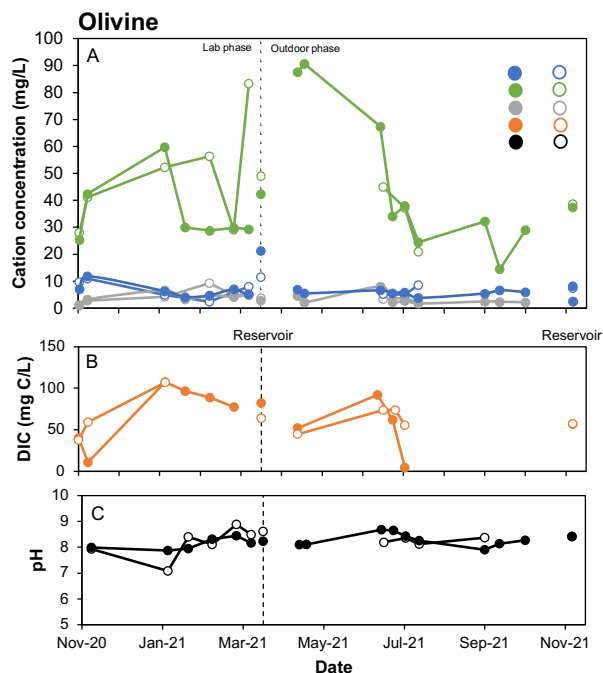 Olivine
Cation concentration (mg/L)
100
90
80
70
60
50
40
30
20
10
0
A
Lab phase
Outdoor phase
Reservoir
Reservoir
DIC (mg C/L)
150
100
50
0
B
pH
10
9
8
7
6
5
C
Nov-20 Jan-21 Mar-21 May-21 Jul-21 Sep-21 Nov-21
Date